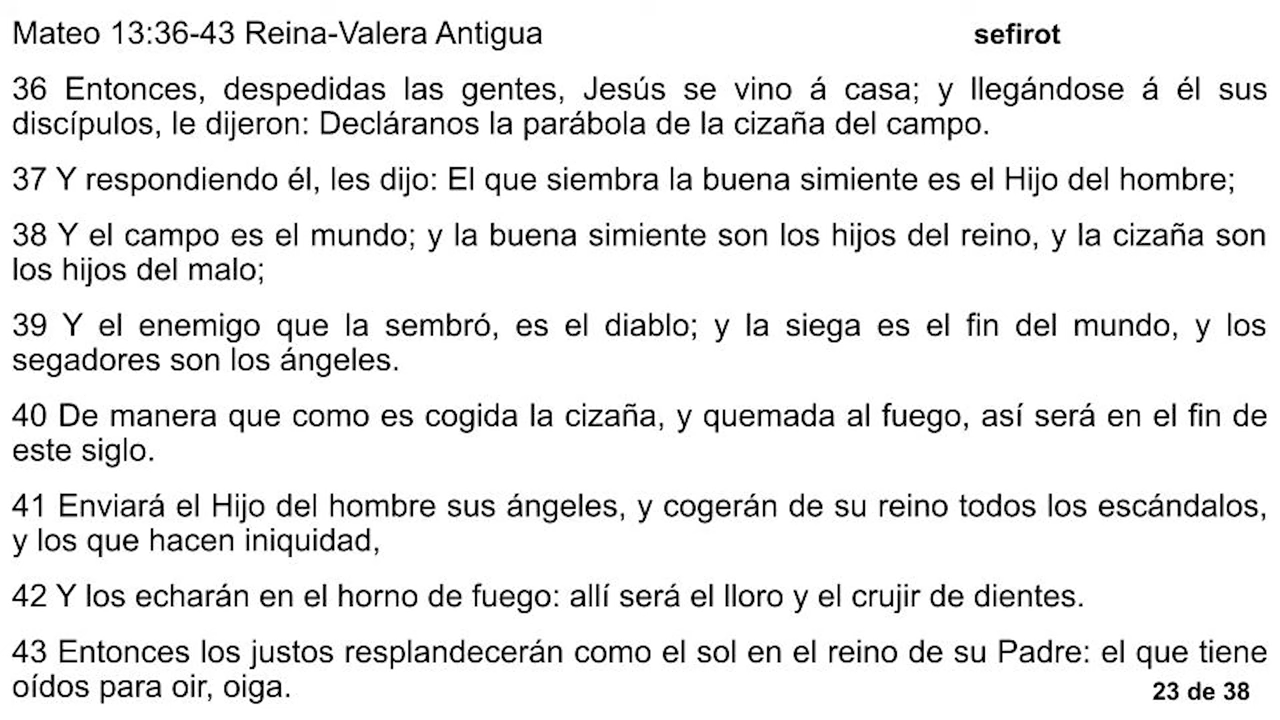 Mateo 13:36-43 Reina-Valera Antigua sefirot
36 Entonces, despedidas las gentes, Jesús se vino á casa; y llegándose á él sus
discípulos, le dijeron: Decláranos la parábola de la cizaña del campo.
37 Y respondiendo él, les dijo: El que siembra la buena simiente es el Hijo del hombre;
38 Y el campo es el mundo; y la buena simiente son los hijos del reino, y la cizaña son
los hijos del malo;
39 Y el enemigo que la sembró, es el diablo; y la siega es el fin del mundo, y los
segadores son los ángeles.
40 De manera que como es cogida la cizaña, y quemada al fuego, así será en el fin de
este siglo.
41 Enviará el Hijo del hombre sus ángeles, y cogerán de su reino todos los escándalos,
y los que hacen iniquidad,
42 Y los echarán en el horno de fuego: allí será el lloro y el crujir de dientes.
43 Entonces los justos resplandecerán como el sol en el reino de su Padre: el que tiene
oídos para oir, oiga.
23 de 38